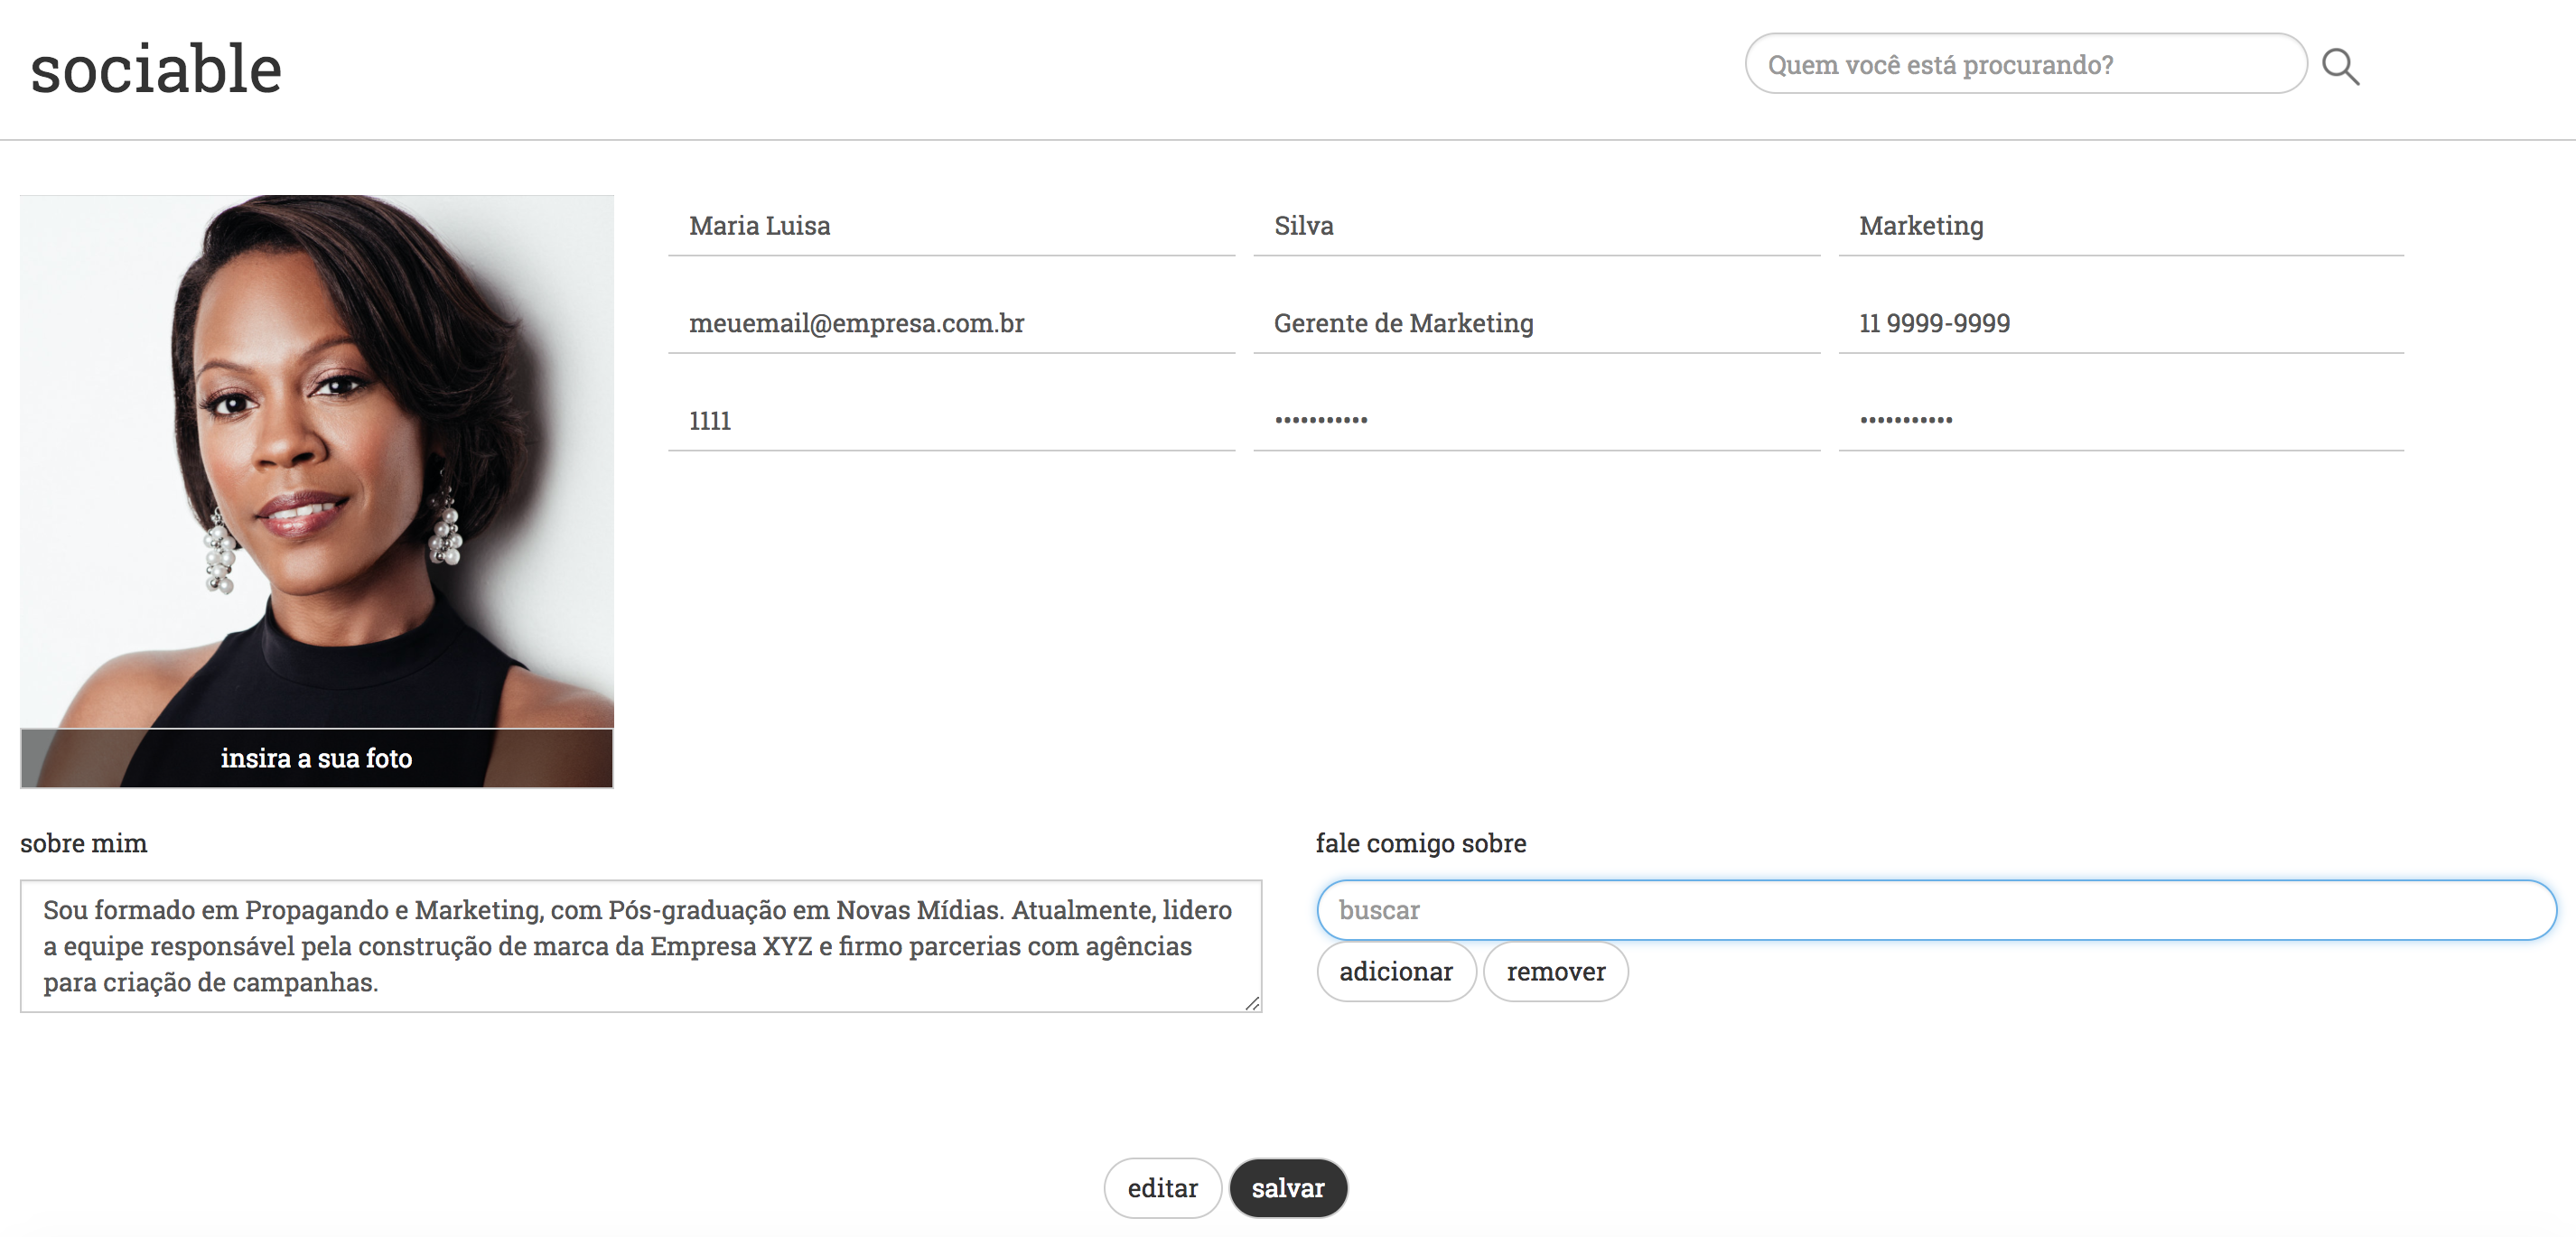 sociable
Quem você está procurando?
Maria Luisa
Silva
Marketing
meuemail@empresa.com.br
Gerente de Marketing
11 9999-9999
1111
•••••••••••
•••••••••••
insira a sua foto
sobre mim
Sou formado em Propagando e Marketing, com Pós-graduação em Novas Mídias. Atualmente, lidero
a equipe responsável pela construção de marca da Empresa XYZ e firmo parcerias com agências
para criação de campanhas.
fale comigo sobre
buscar
adicionar
remover
editar
salvar